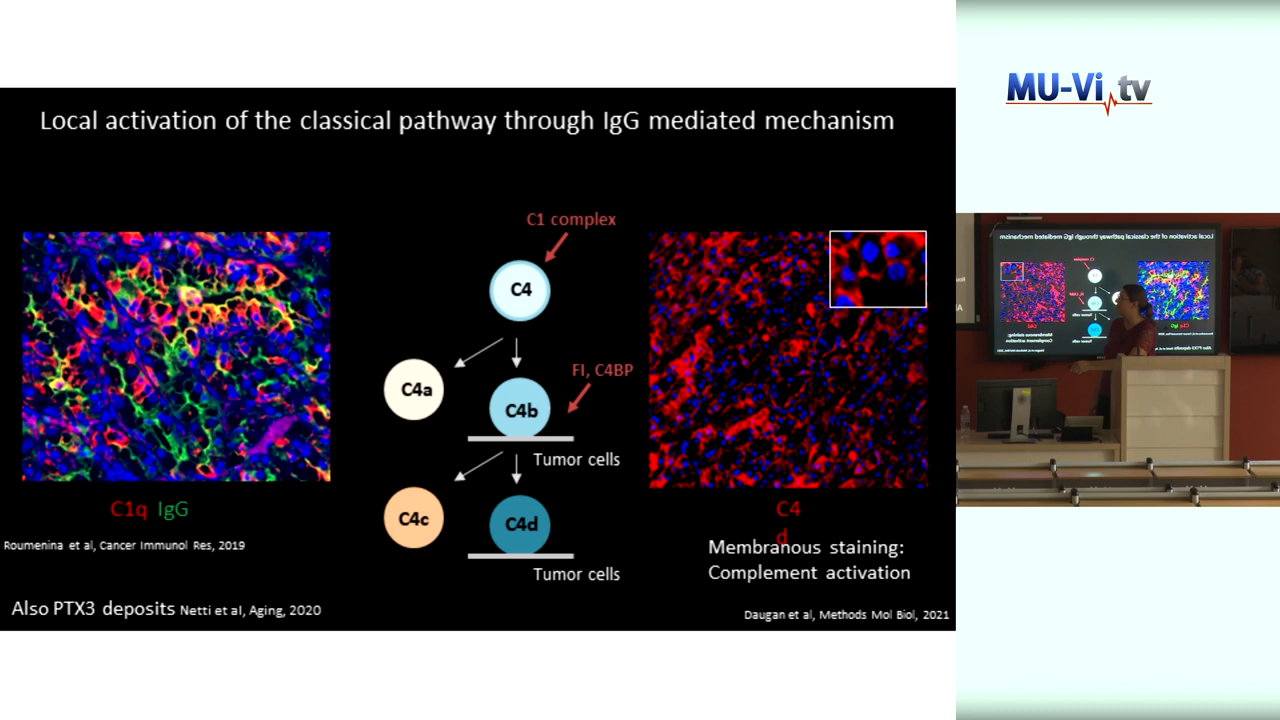 MU-Vi.tv
Local activation of the classical pathway through IgG mediated mechanism
C1 complex
C4
C4a
FI, C4BP
C4b
Tumor cells
C4c
C4d
Tumor cells
C1q IgG
Roumenina et al, Cancer Immunol Res, 2019
Also PTX3 deposits Netti et al, Aging, 2020
C4
d
Membranous staining:
Complement activation
Daugan et al, Methods Mol Biol, 2021